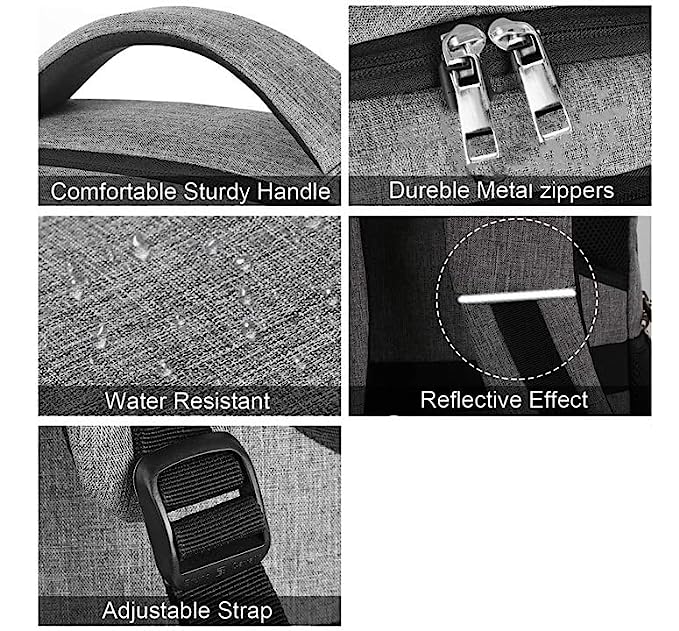 Comfortable Sturdy Handle
Dureble Metal zippers
Water Resistant
Reflective Effect
Adjustable Strap